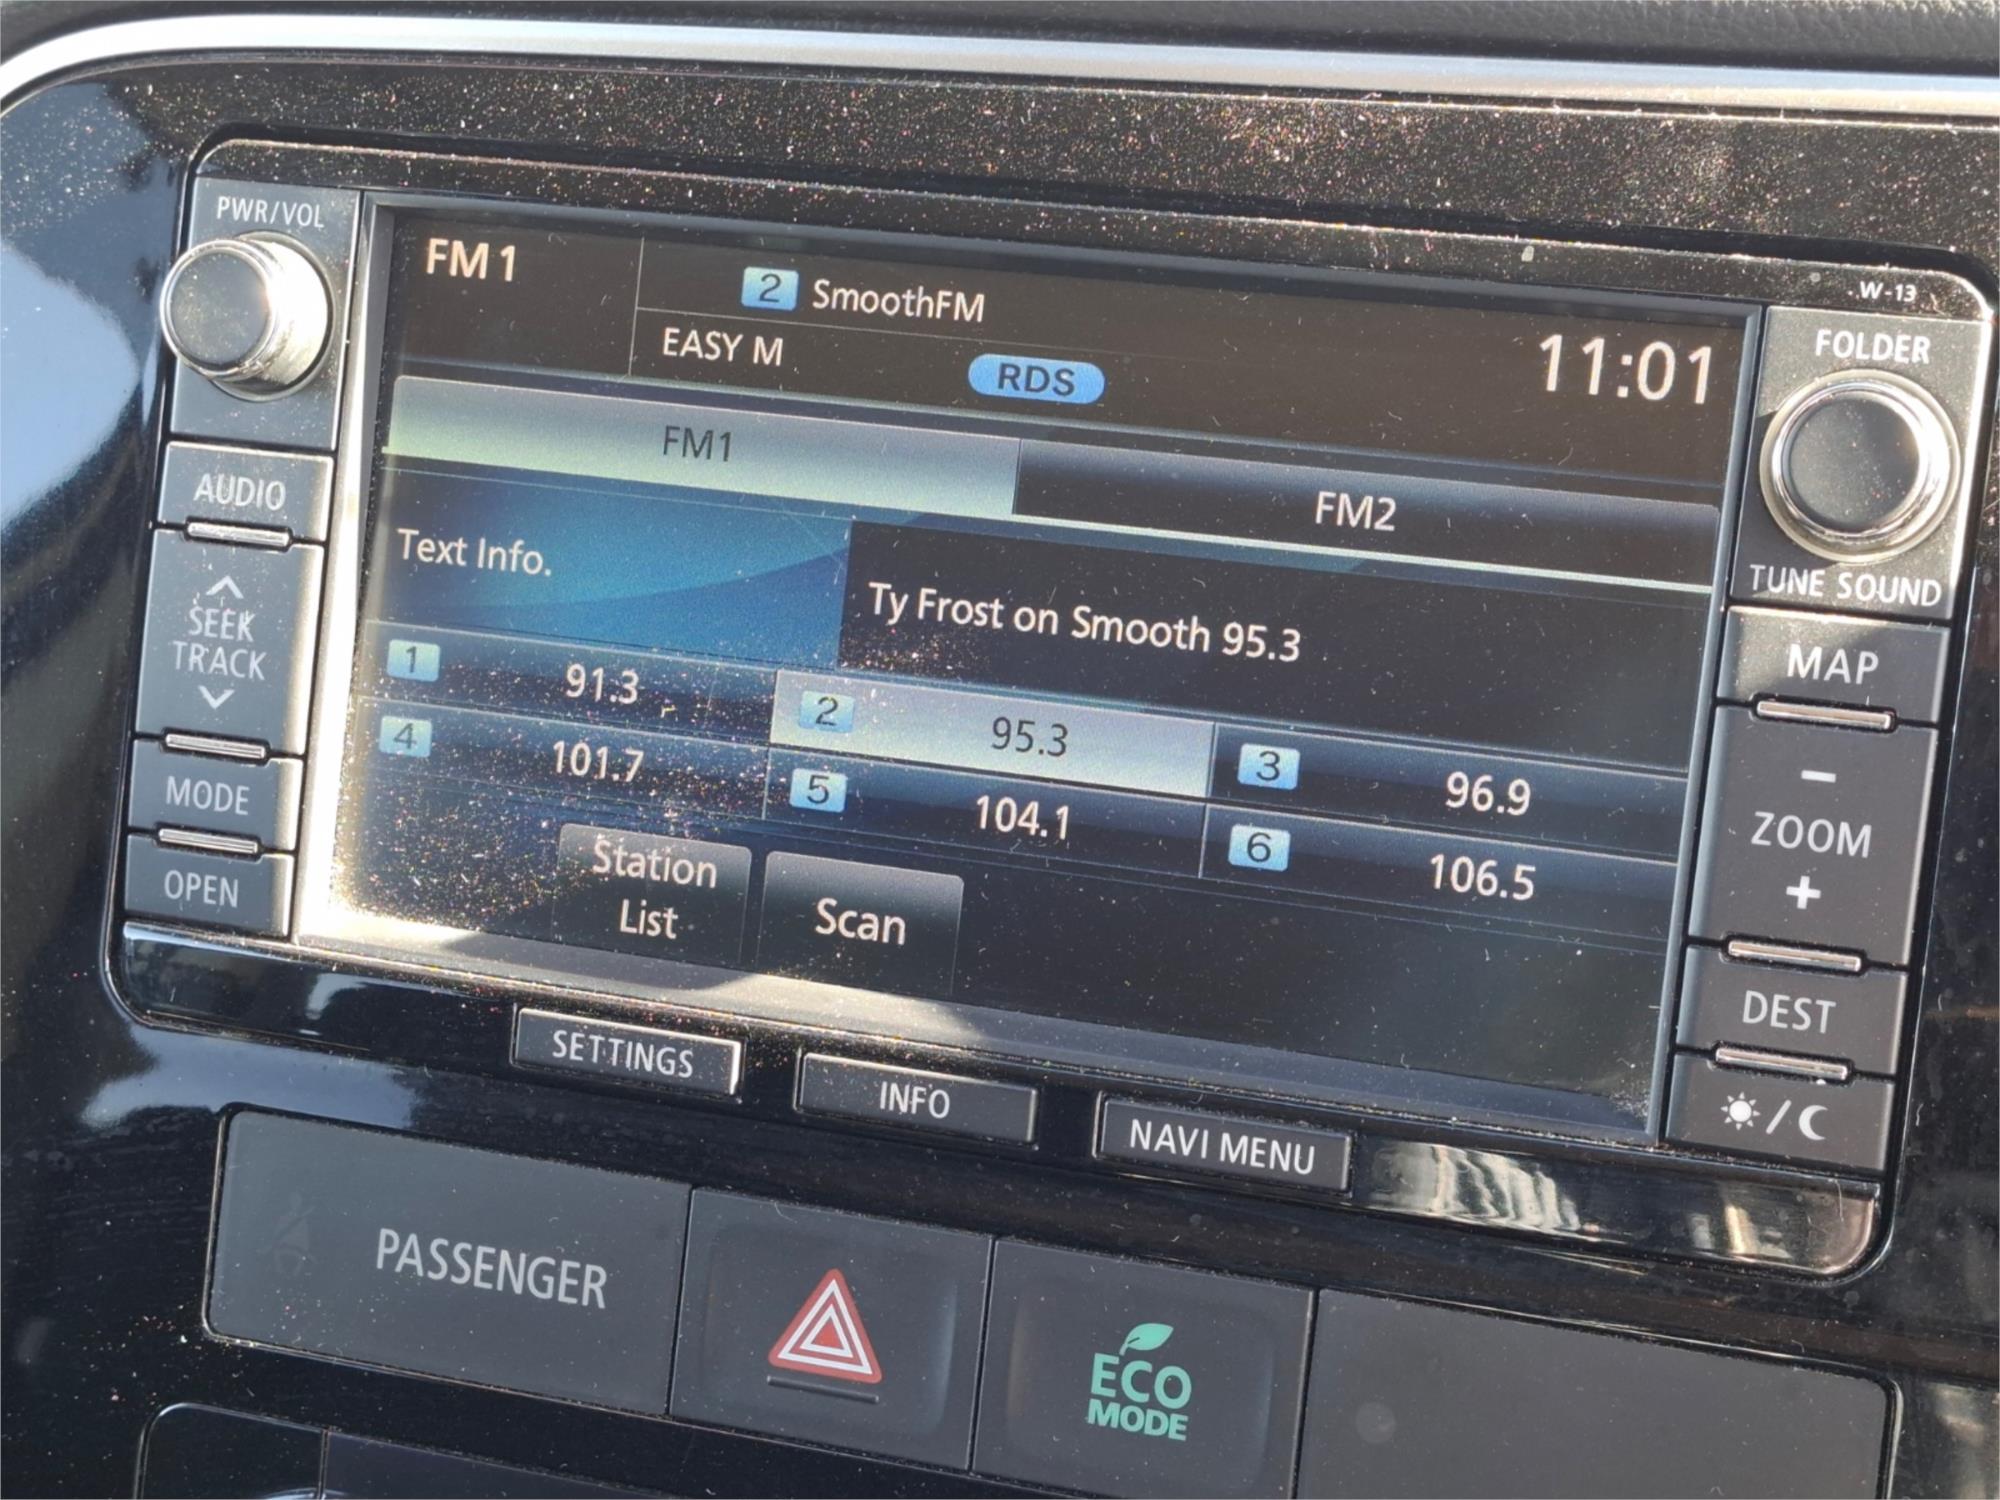 PWR/VOL
FM1
2 SmoothFM
EASY M
RDS
11:01
W-13
FOLDER
TUNE SOUND
AUDIO
SEEK
TRACK
MODE
OPEN
FM1
FM2
Text Info.
Ty Frost on Smooth 95.3
1 91.3
2 95.3
3 96.9
4 101.7
5 104.1
6 106.5
Station
List
Scan
MAP
−
ZOOM
+
DEST
/
SETTINGS
INFO
NAVI MENU
PASSENGER
ECO
MODE